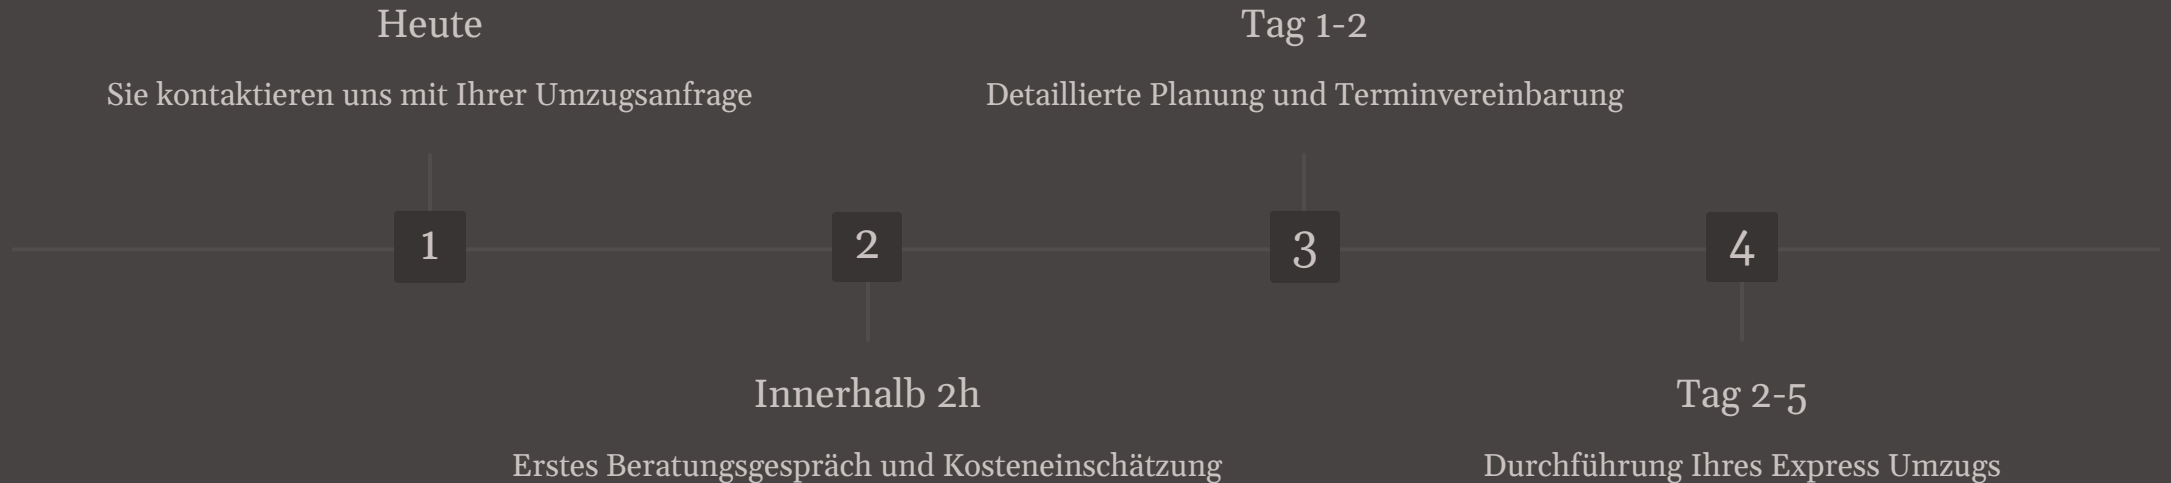 Heute
Sie kontaktieren uns mit Ihrer Umzugsanfrage
1
2
Innerhalb 2h
Erstes Beratungsgespräch und Kosteneinschätzung
Tag 1-2
Detaillierte Planung und Terminvereinbarung
3
4
Tag 2-5
Durchführung Ihres Express Umzugs